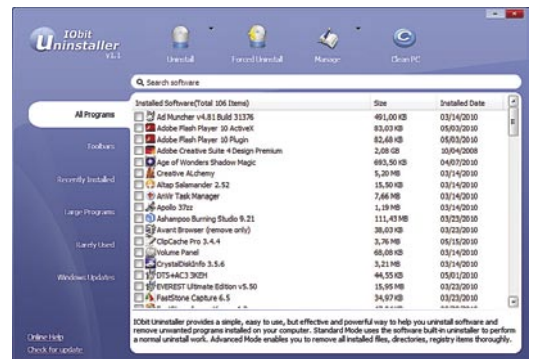 IObit
Uninstaller
v1.1
Uninstall
Forced Uninstall
Manage
Clean PC
Search software
All Programs
Toolbars
Recently Installed
Large Programs
Rarely Used
Windows Updates
Online Help
Check for update
Installed Software(Total 106 Items) Size Installed Date
Ad Muncher v4.81 Build 31376 491,00 KB 03/14/2010
Adobe Flash Player 10 ActiveX 83,03 KB 05/03/2010
Adobe Flash Player 10 Plugin 82,68 KB 05/03/2010
Adobe Creative Suite 4 Design Premium 2,08 GB 10/04/2008
Age of Wonders Shadow Magic 693,50 KB 04/07/2010
Creative ALchemy 5,20 MB 03/14/2010
Altap Salamander 2.52 15,50 KB 03/14/2010
AnVir Task Manager 7,66 MB 03/14/2010
Apollo 37zz 1,19 MB 03/14/2010
Ashampoo Burning Studio 9.21 111,43 MB 03/23/2010
Avant Browser (remove only) 38,03 KB 03/23/2010
ClipCache Pro 3.4.4 3,76 MB 05/15/2010
Volume Panel 68,08 KB 03/14/2010
CrystalDiskInfo 3.5.6 3,21 MB 03/14/2010
DTS+AC3 44,55 KB 05/01/2010
EVEREST Ultimate Edition v5.50 15,95 MB 03/23/2010
FastStone Capture 6.5 34,97 KB 03/23/2010
IObit Uninstaller provides a simple, easy to use, but effective and powerful way to help you uninstall software and
remove unwanted programs installed on your computer. Standard Mode uses the software built-in uninstaller to perform
a normal uninstall work. Advanced Mode enables you to remove all installed files, directories, registry items thoroughly.